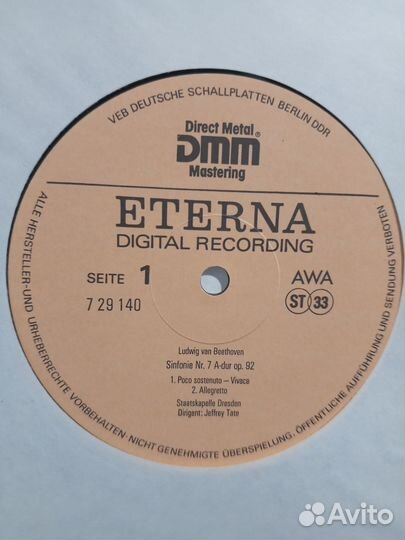 VEB DEUTSCHE SCHALLPLATTEN BERLIN DDR
Direct Metal®
DMM
Mastering
ETERNA
DIGITAL RECORDING
SEITE 1
AWA
7 29 140
ST 33
Ludwig van Beethoven
Sinfonie Nr. 7 A-dur op. 92
1. Poco sostenuto – Vivace
2. Allegretto
Staatskapelle Dresden
Dirigent: Jeffrey Tate
ALLE HERSTELLER- UND URHEBERRECHTE VORBEHALTEN · NICHT GENEHMIGTE ÜBERSPIELUNG, ÖFFENTLICHE AUFFÜHRUNG UND SENDUNG VERBOTEN.
Avito